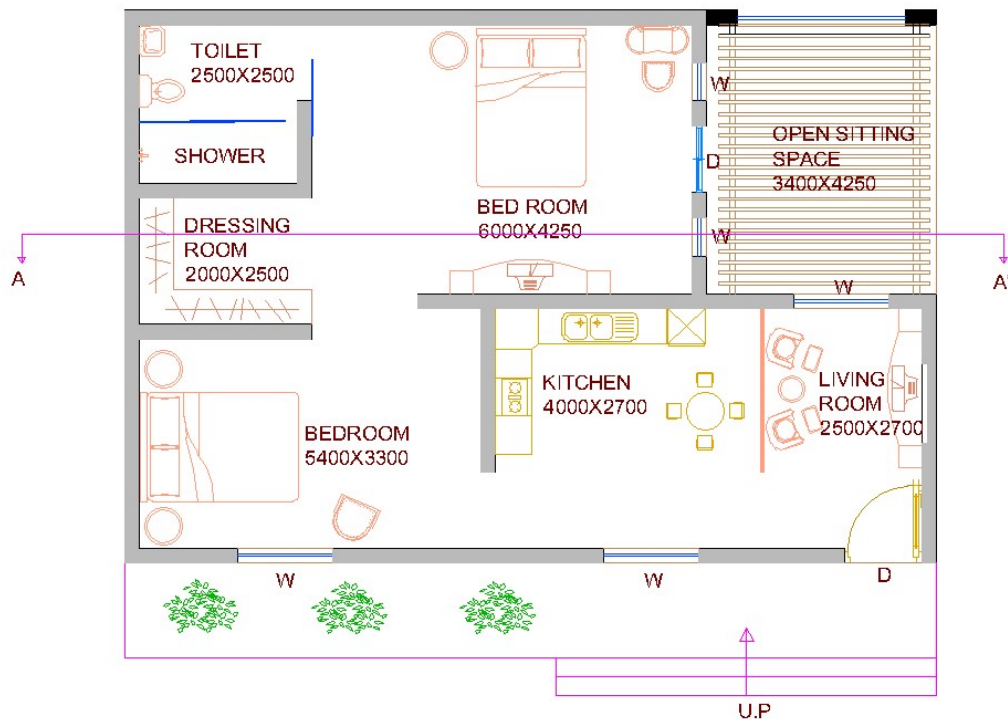 TOILET
2500X2500
W
SHOWER
OPEN SITTING
SPACE
3400X4250
D
BED ROOM
6000X4250
DRESSING
ROOM
2000X2500
W
A
A'
W
KITCHEN
4000X2700
LIVING
ROOM
2500X2700
BEDROOM
5400X3300
W
W
D
U.P